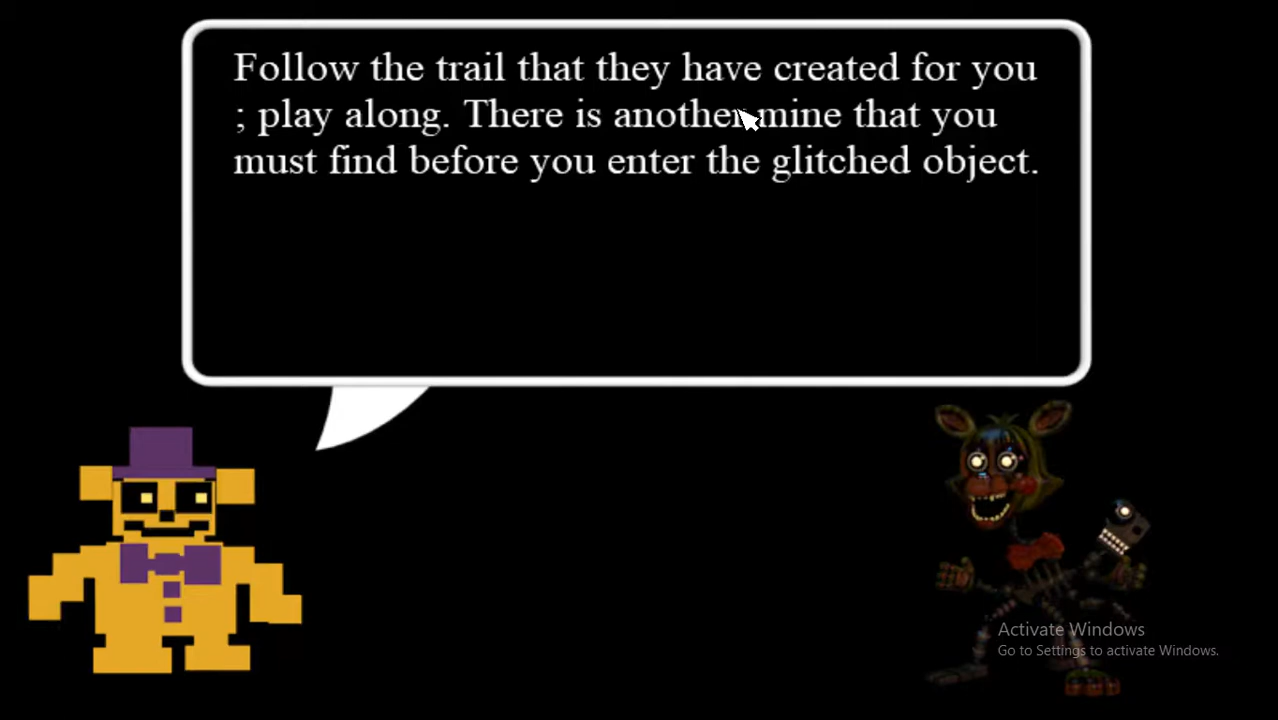 Follow the trail that they have created for you
; play along. There is another mine that you
must find before you enter the glitched object.
Activate Windows
Go to Settings to activate Windows.